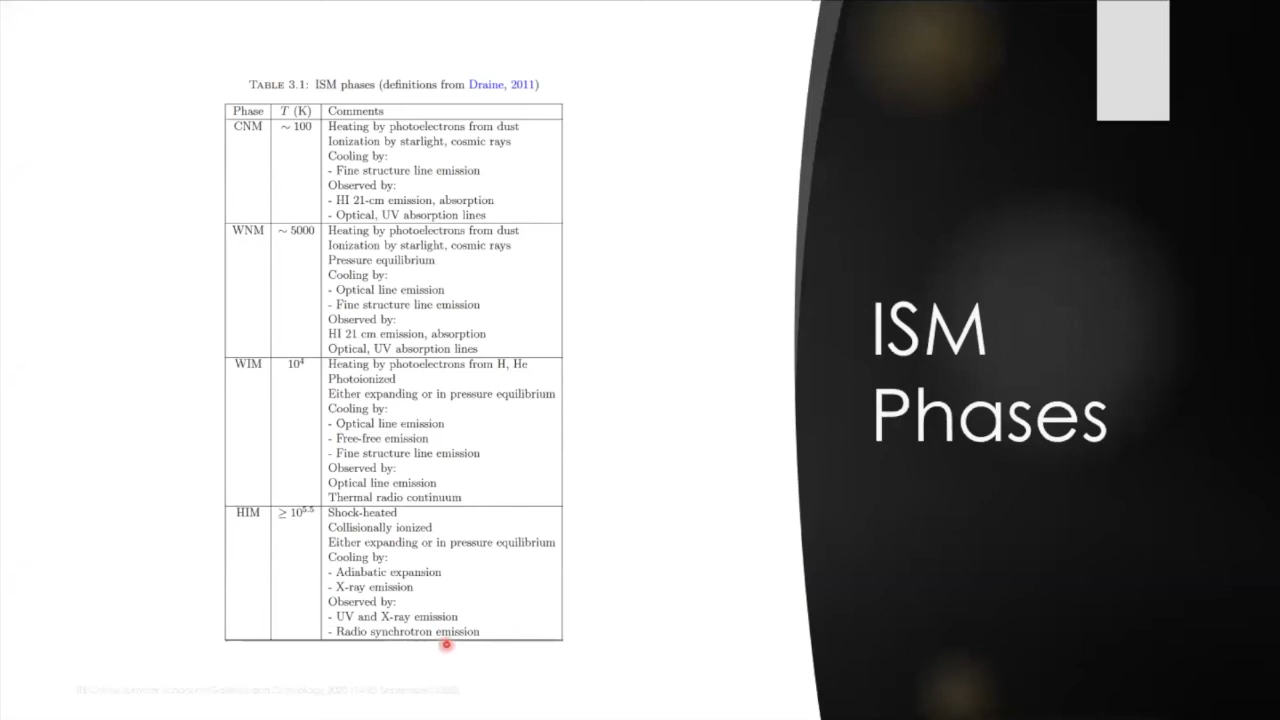 TABLE 3.1: ISM phases (definitions from Draine, 2011)
Phase T (K) Comments
CNM ∼ 100 Heating by photoelectrons from dust
Ionization by starlight, cosmic rays
Cooling by:
- Fine structure line emission
Observed by:
- HI 21-cm emission, absorption
- Optical, UV absorption lines
WNM ∼ 5000 Heating by photoelectrons from dust
Ionization by starlight, cosmic rays
Pressure equilibrium
Cooling by:
- Optical line emission
- Fine structure line emission
Observed by:
HI 21 cm emission, absorption
Optical, UV absorption lines
WIM 10⁴ Heating by photoelectrons from H, He
Photoionized
Either expanding or in pressure equilibrium
Cooling by:
- Optical line emission
- Free-free emission
- Fine structure line emission
Observed by:
Optical line emission
Thermal radio continuum
HIM ≥ 10^5.5 Shock-heated
Collisionally ionized
Either expanding or in pressure equilibrium
Cooling by:
- Adiabatic expansion
- X-ray emission
Observed by:
- UV and X-ray emission
- Radio synchrotron emission
ISM
Phases